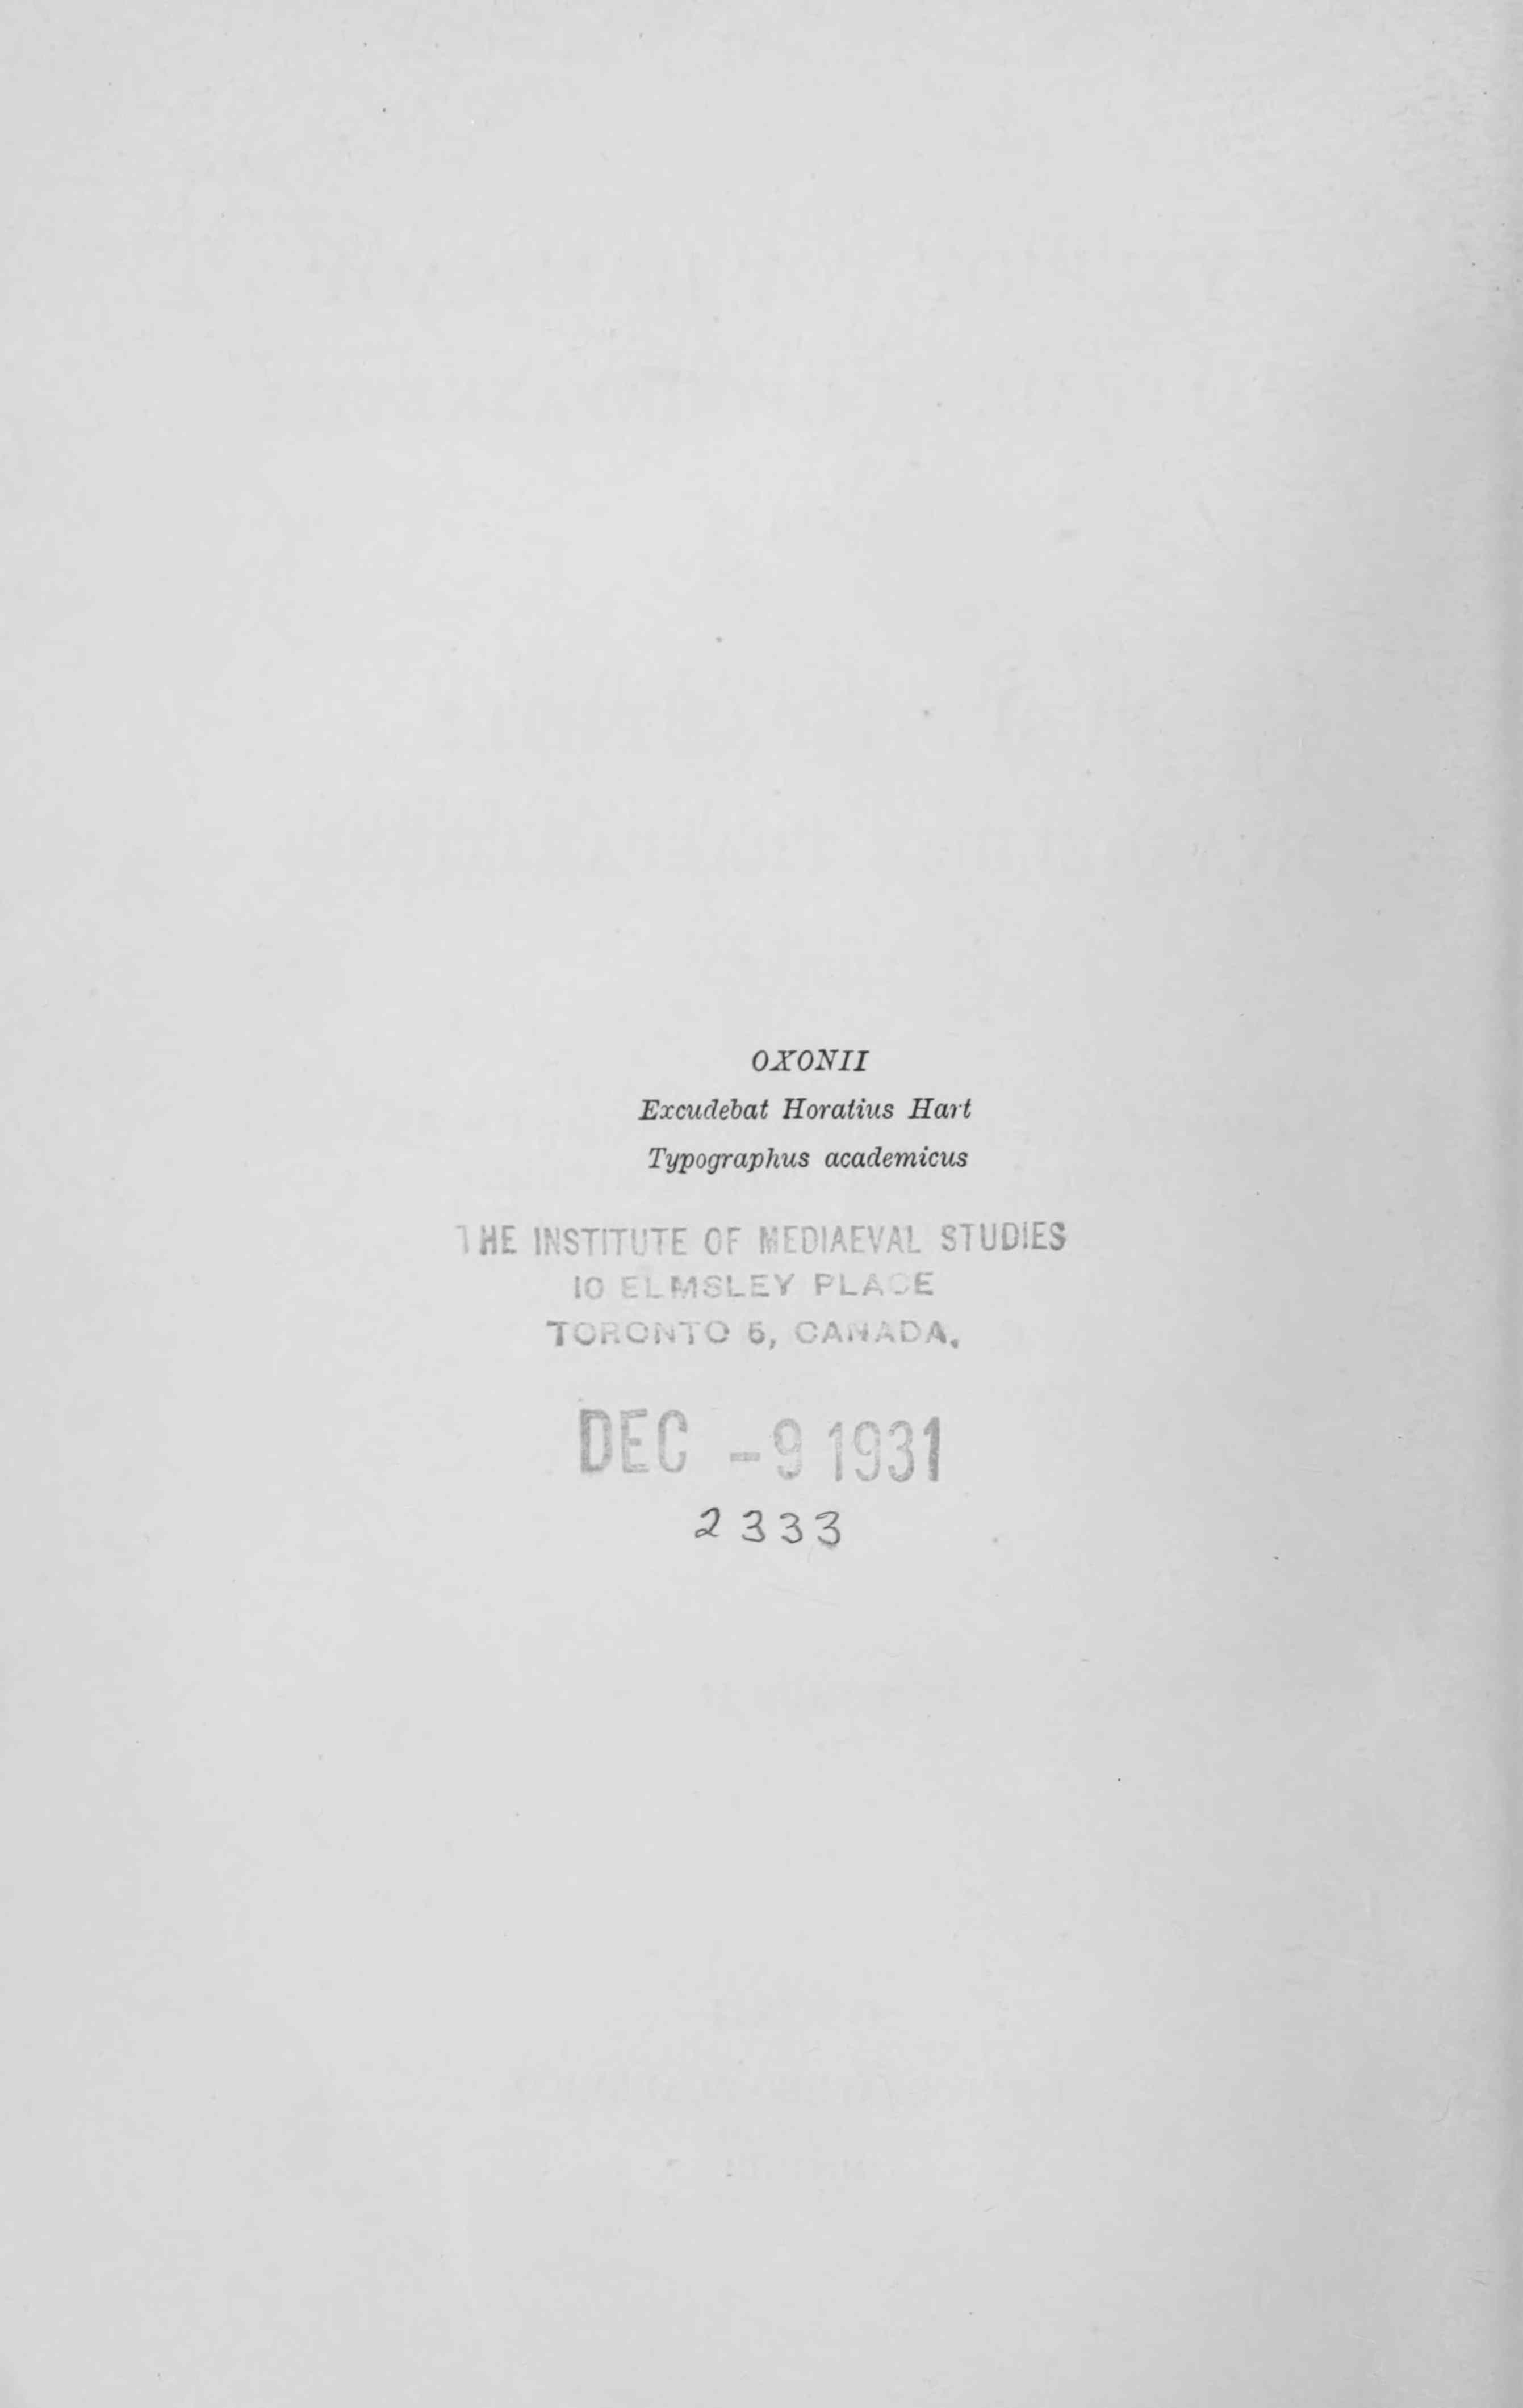 OXONII
Excudebat Horatius Hart
Typographus academicus
THE INSTITUTE OF MEDIAEVAL STUDIES
10 ELMSLEY PLACE
TORONTO 5, CANADA.
DEC -9 1931
2333